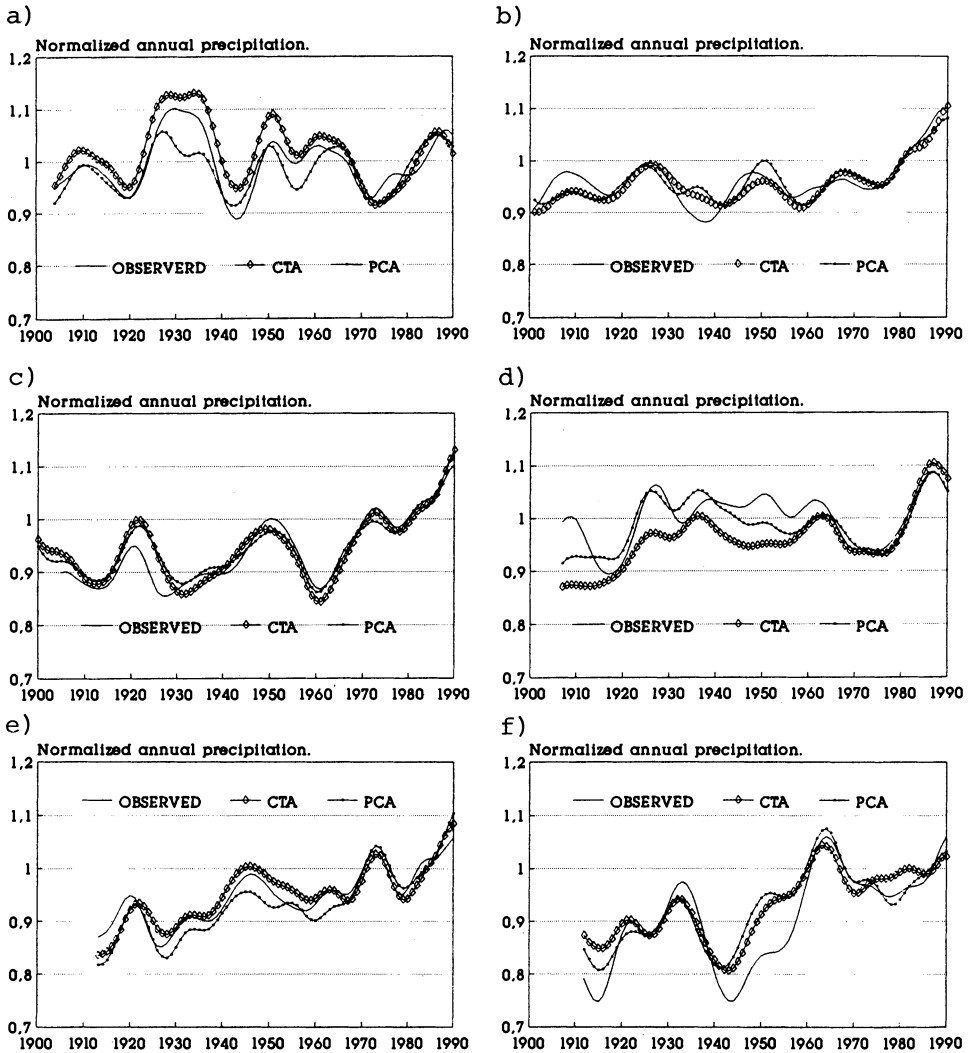 a)
Normalized annual precipitation.
1,2
1,1
1
0,9
0,8
0,7
OBSERVERD CTA PCA
1900 1910 1920 1930 1940 1950 1960 1970 1980 1990
b)
Normalized annual precipitation.
1,2
1,1
1
0,9
0,8
0,7
OBSERVED CTA PCA
1900 1910 1920 1930 1940 1950 1960 1970 1980 1990
c)
Normalized annual precipitation.
1,2
1,1
1
0,9
0,8
0,7
OBSERVED CTA PCA
1900 1910 1920 1930 1940 1950 1960 1970 1980 1990
d)
Normalized annual precipitation.
1,2
1,1
1
0,9
0,8
0,7
OBSERVED CTA PCA
1900 1910 1920 1930 1940 1950 1960 1970 1980 1990
e)
Normalized annual precipitation.
1,2
1,1
1
0,9
0,8
0,7
OBSERVED CTA PCA
1900 1910 1920 1930 1940 1950 1960 1970 1980 1990
f)
Normalized annual precipitation.
1,2
1,1
1
0,9
0,8
0,7
OBSERVED CTA PCA
1900 1910 1920 1930 1940 1950 1960 1970 1980 1990